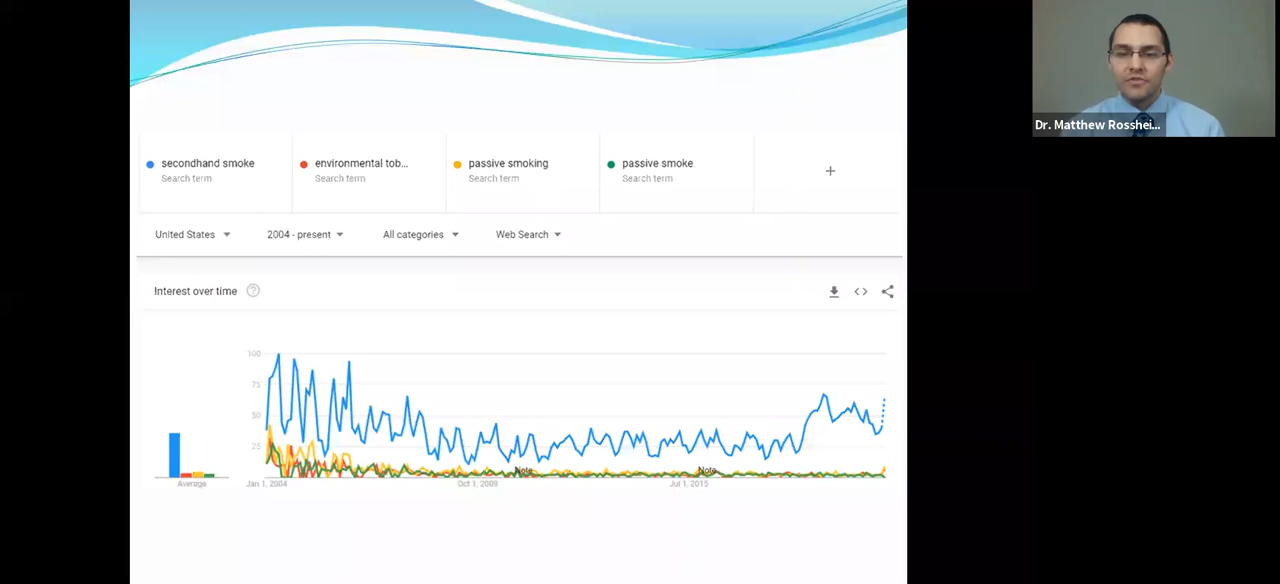 secondhand smoke
Search term
environmental tob...
Search term
passive smoking
Search term
passive smoke
Search term
+
United States
2004 - present
All categories
Web Search
Interest over time
?
100
75
50
25
Note
Note
Average
Jan 1, 2004
Oct 1, 2009
Jul 1, 2015
Dr. Matthew Rosshei...